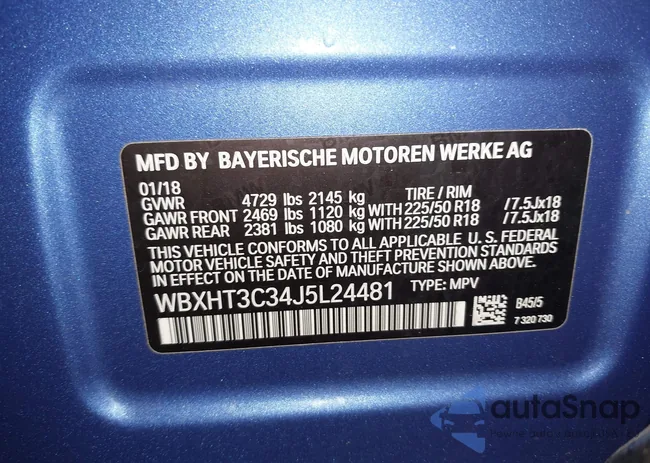 MFD BY BAYERISCHE MOTOREN WERKE AG
01/18
GVWR 4729 lbs 2145 kg TIRE / RIM
GAWR FRONT 2469 lbs 1120 kg WITH 225/50 R18 /7.5Jx18
GAWR REAR 2381 lbs 1080 kg WITH 225/50 R18 /7.5Jx18
THIS VEHICLE CONFORMS TO ALL APPLICABLE U. S. FEDERAL
MOTOR VEHICLE SAFETY AND THEFT PREVENTION STANDARDS
IN EFFECT ON THE DATE OF MANUFACTURE SHOWN ABOVE.
WBXHT3C34J5L24481 TYPE: MPV
B45/5
7 320 730
autoSnap